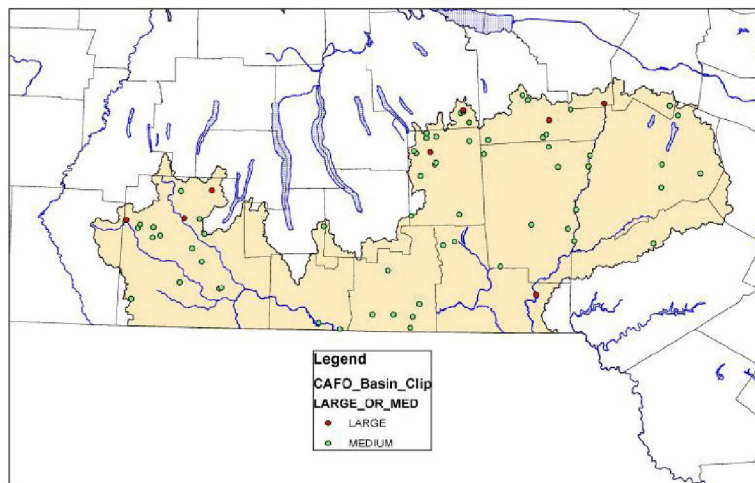 Legend
CAFO_Basin_Clip
LARGE_OR_MED
LARGE
MEDIUM